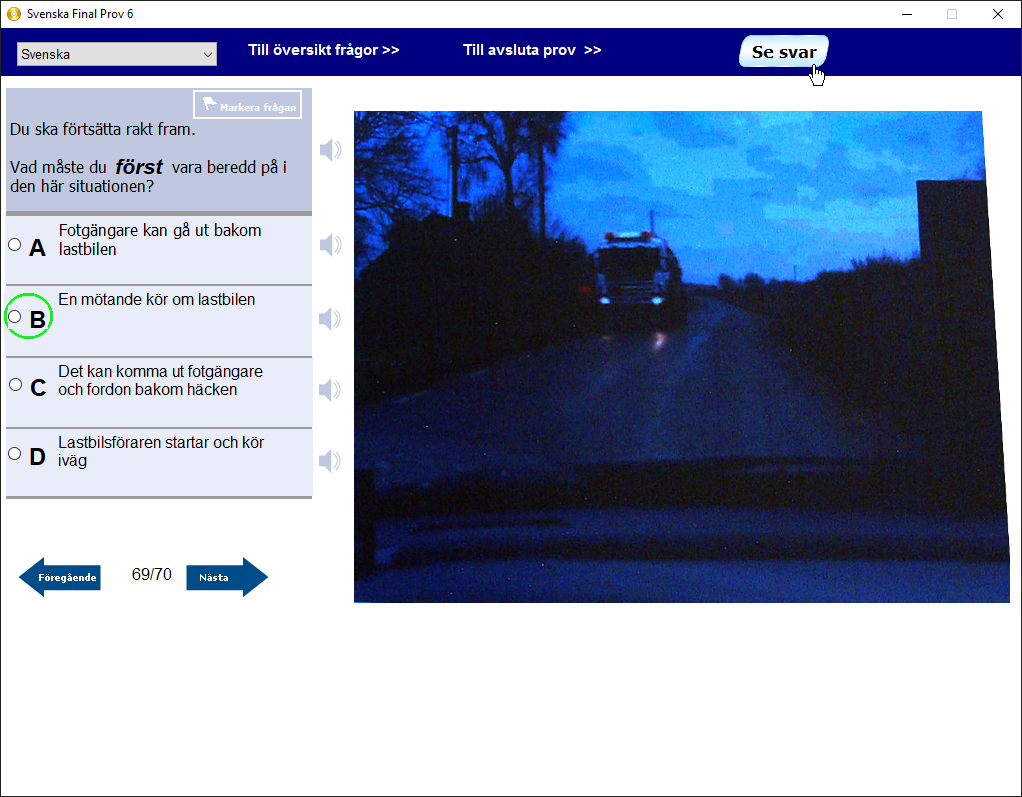 Svenska Final Prov 6
Svenska
Till översikt frågor >>
Till avsluta prov >>
Se svar
Markera frågan
Du ska förtsätta rakt fram.
Vad måste du först vara beredd på i
den här situationen?
A
Fotgängare kan gå ut bakom
lastbilen
B
En mötande kör om lastbilen
C
Det kan komma ut fotgängare
och fordon bakom häcken
D
Lastbilsföraren startar och kör
iväg
Föregående
69/70
Nästa